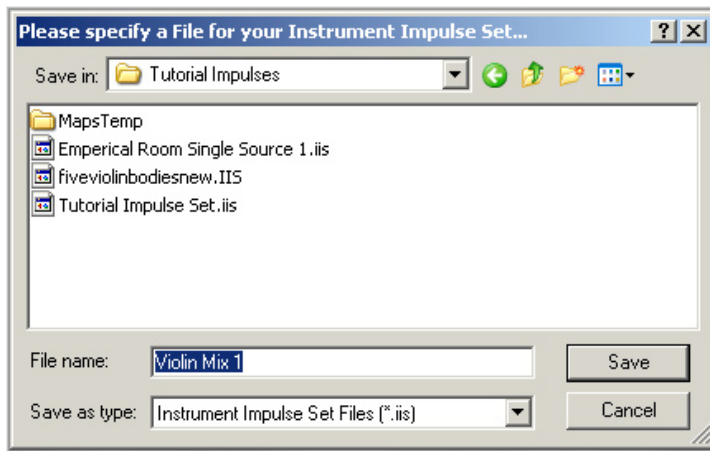 Please specify a File for your Instrument Impulse Set...
Save in: Tutorial Impulses
MapsTemp
Emperical Room Single Source 1.iis
fiveviolinbodiesnew.IIS
Tutorial Impulse Set.iis
File name: Violin Mix 1 Save
Save as type: Instrument Impulse Set Files (*.iis) Cancel